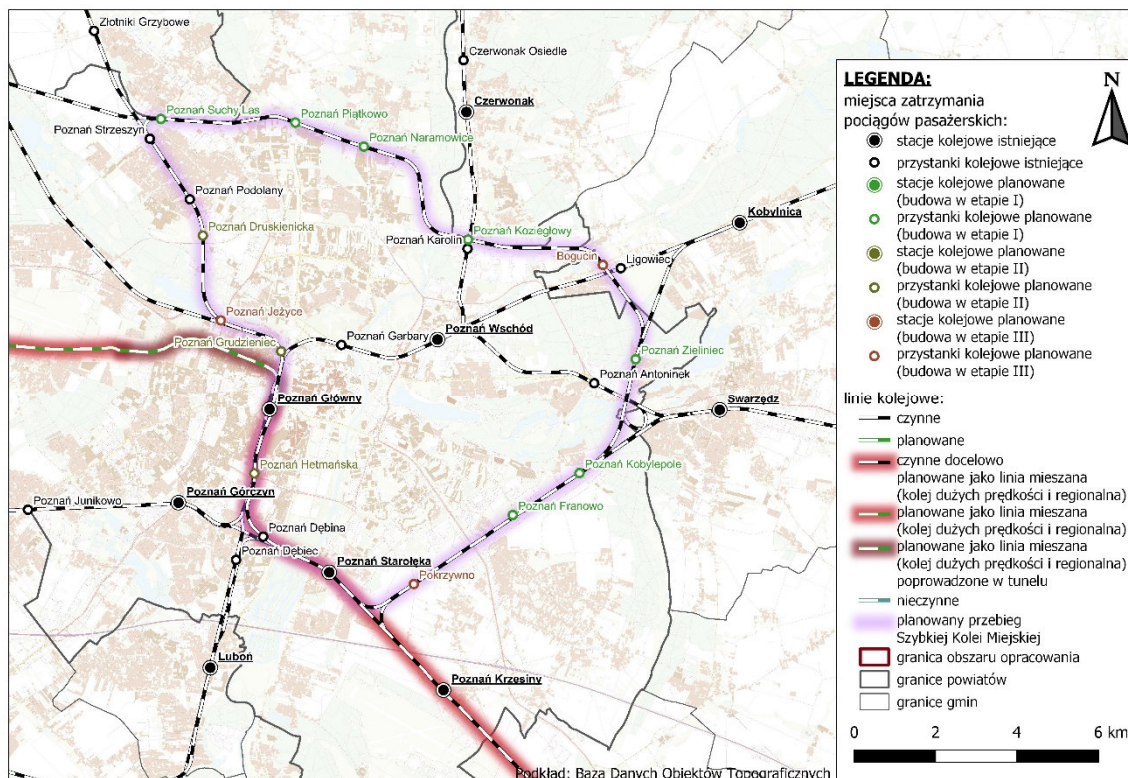 Złotniki Grzybowe
Czerwonak Osiedle
Czerwonak
Poznań Suchy Las
Poznań Piątkowo
Poznań Strzeszyn
Poznań Naramowice
Poznań Podolany
Kobylnica
Poznań Druskienicka
Poznań Koziegłowy
Poznań Karolin
Bogucin
Ligowiec
Poznań Jeżyce
Poznań Garbary
Poznań Wschód
Poznań Grudzieniec
Poznań Zieliniec
Poznań Antoninek
Poznań Główny
Swarzędz
Poznań Hetmańska
Poznań Kobylepole
Poznań Junikowo
Poznań Górczyn
Poznań Franowo
Poznań Dębina
Poznań Dębiec
Poznań Starołęka
Pokrzywno
Luboń
Poznań Krzesiny
Podkład: Baza Danych Obiektów Topograficznych
LEGENDA:
N
miejsca zatrzymania
pociągów pasażerskich:
stacje kolejowe istniejące
przystanki kolejowe istniejące
stacje kolejowe planowane
(budowa w etapie I)
przystanki kolejowe planowane
(budowa w etapie I)
stacje kolejowe planowane
(budowa w etapie II)
przystanki kolejowe planowane
(budowa w etapie II)
stacje kolejowe planowane
(budowa w etapie III)
przystanki kolejowe planowane
(budowa w etapie III)
linie kolejowe:
czynne
planowane
czynne docelowo
planowane jako linia mieszana
(kolej dużych prędkości i regionalna)
planowane jako linia mieszana
(kolej dużych prędkości i regionalna)
planowane jako linia mieszana
(kolej dużych prędkości i regionalna)
poprowadzone w tunelu
nieczynne
planowany przebieg
Szybkiej Kolei Miejskiej
granica obszaru opracowania
granice powiatów
granice gmin
0 2 4 6 km